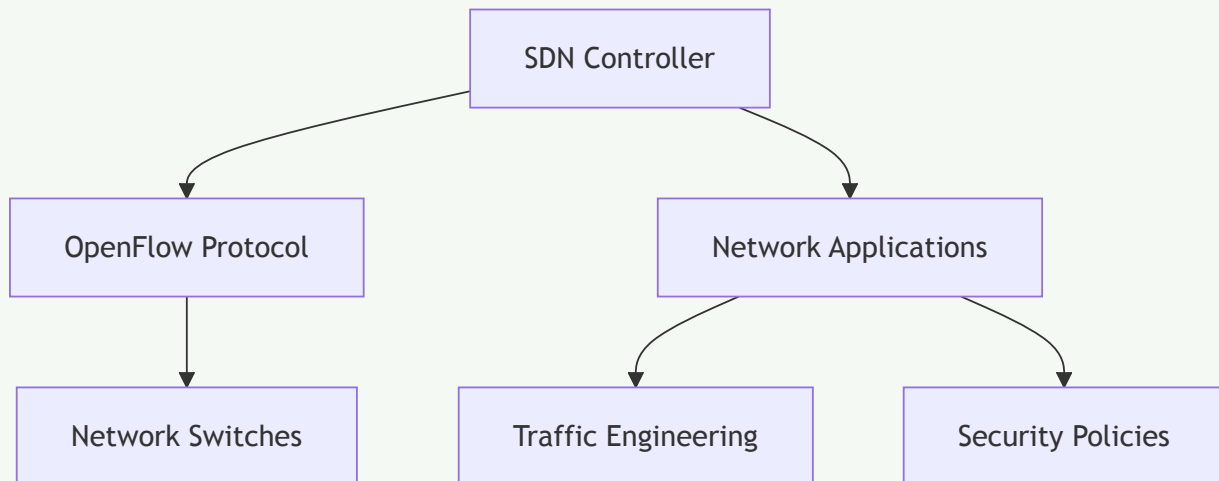 SDN Controller
OpenFlow Protocol
Network Applications
Network Switches
Traffic Engineering
Security Policies